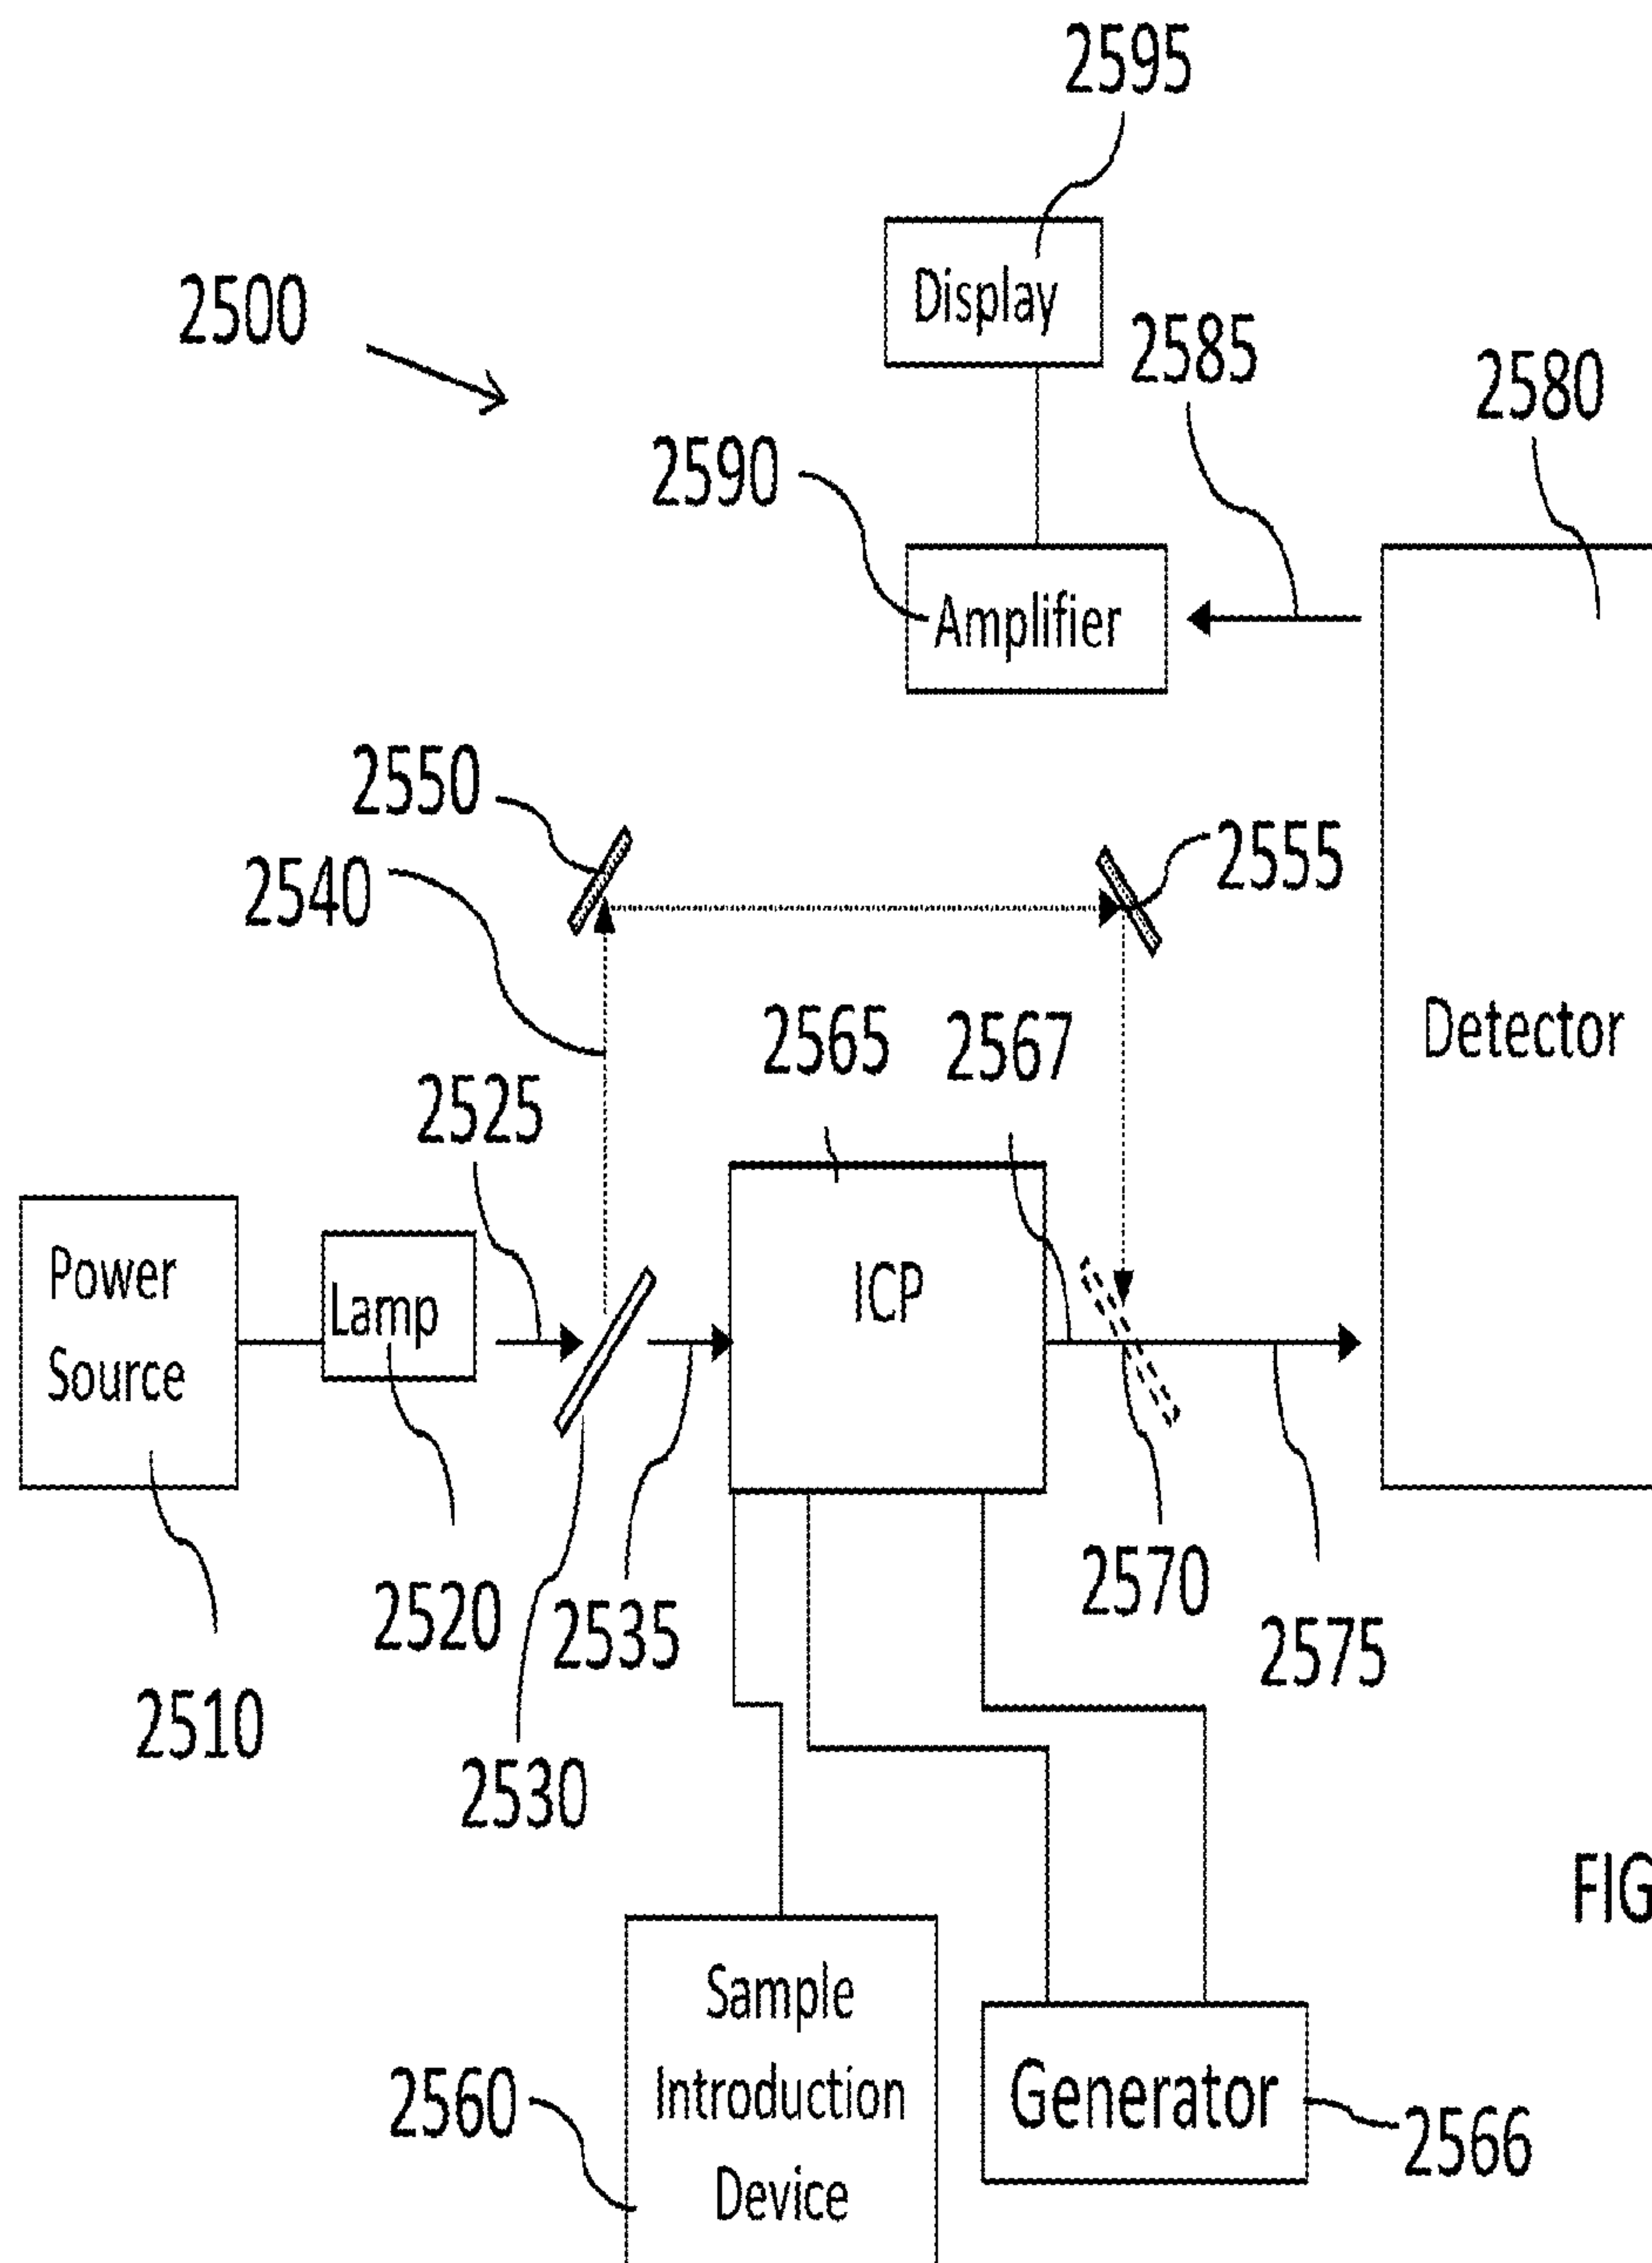 2595
Display
2500
2585
2580
2590
Amplifier
2550
2555
2540
Detector
2565
2567
2525
Power
Source
Lamp
ICP
2570
2520
2535
2575
2510
2530
FIG
Sample
Introduction
Device
Generator
2560
2566